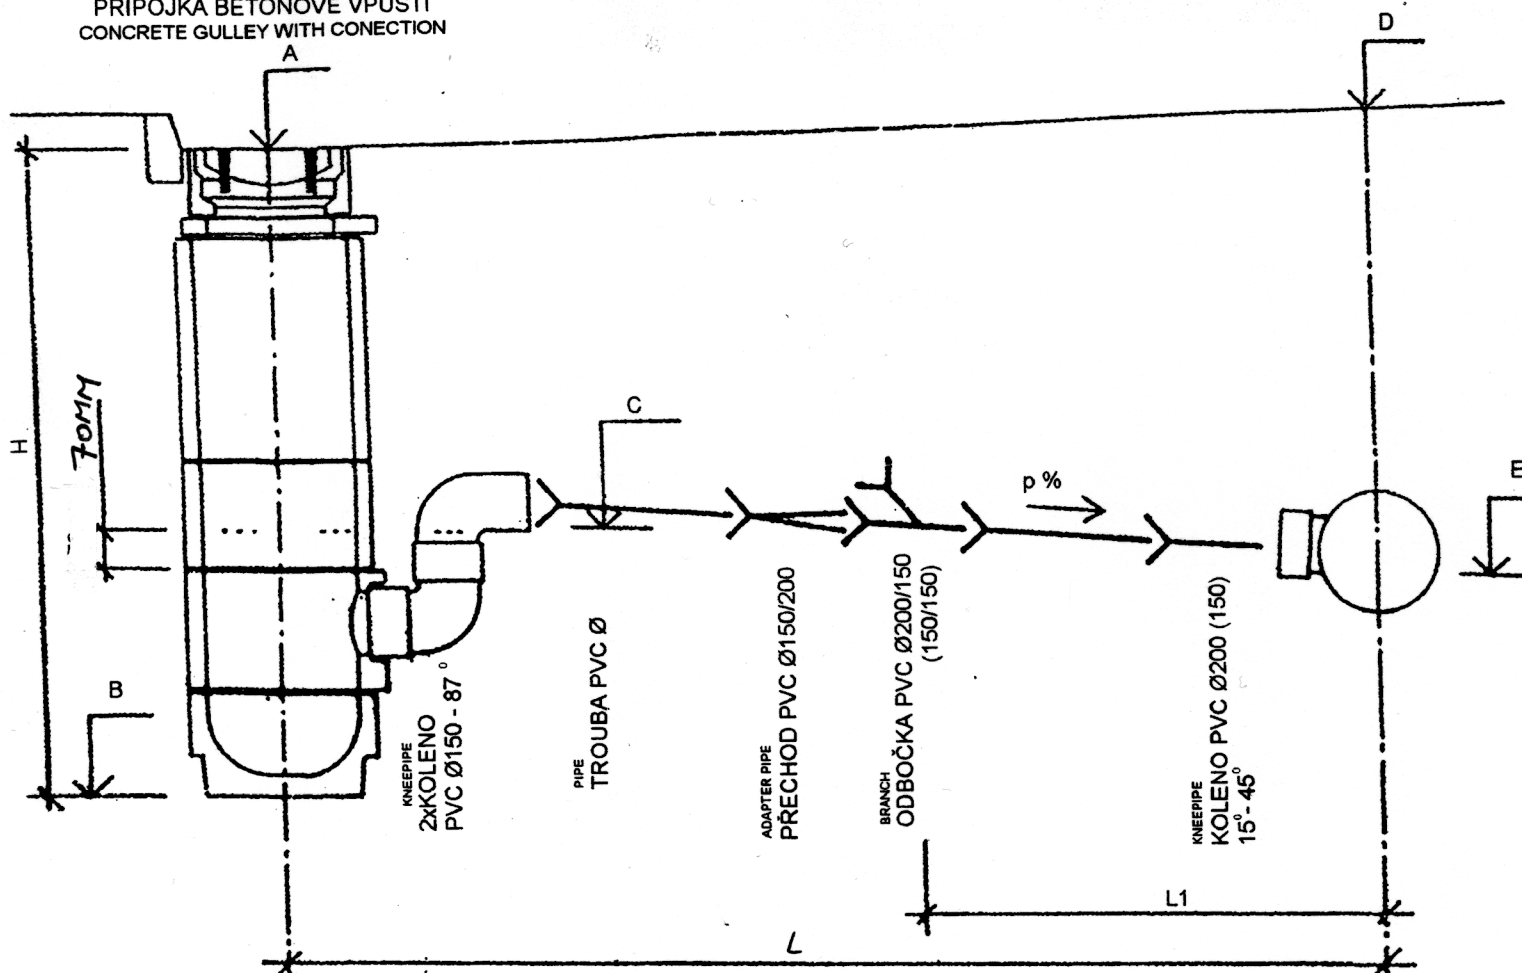 PŘÍPOJKA BETONOVÉ VPUSTI
CONCRETE GULLEY WITH CONECTION
A
D
H
70MM
C
p %
E
B
KNEEPIPE
2xKOLENO
PVC Ø150 - 87°
PIPE
TROUBA PVC Ø
ADAPTER PIPE
PŘECHOD PVC Ø150/200
BRANCH
ODBOČKA PVC Ø200/150
(150/150)
KNEEPIPE
KOLENO PVC Ø200 (150)
15°- 45°
L1
L